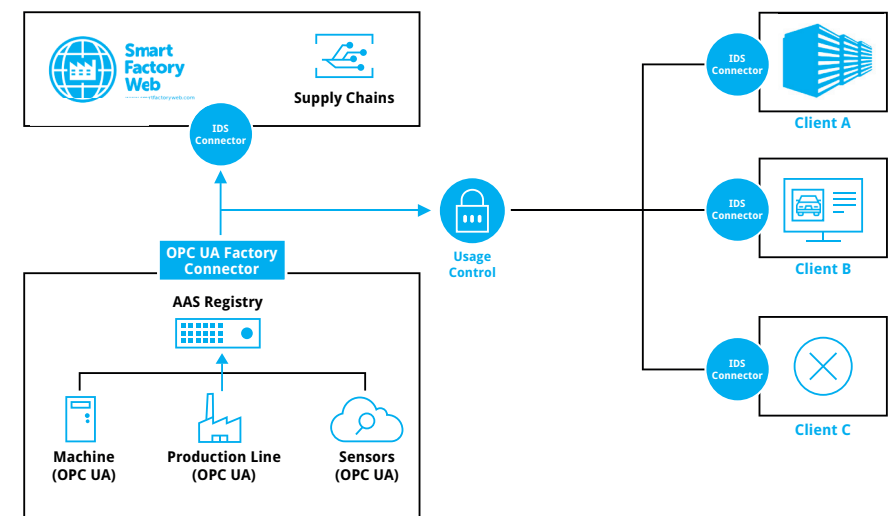 Smart
Factory
Web
Supply Chains
IDS
Connector
OPC UA Factory
Connector
AAS Registry
Machine
(OPC UA)
Production Line
(OPC UA)
Sensors
(OPC UA)
Usage
Control
IDS
Connector
Client A
IDS
Connector
Client B
IDS
Connector
Client C